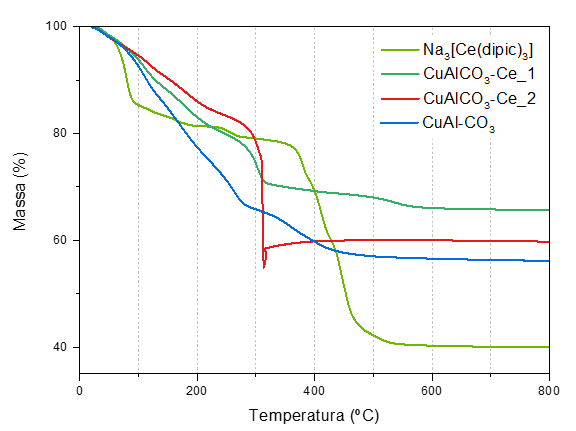 100
80
60
40
Massa (%)
Na₃[Ce(dipic)₃]
CuAlCO₃-Ce_1
CuAlCO₃-Ce_2
CuAl-CO₃
0
200
400
600
800
Temperatura (ºC)